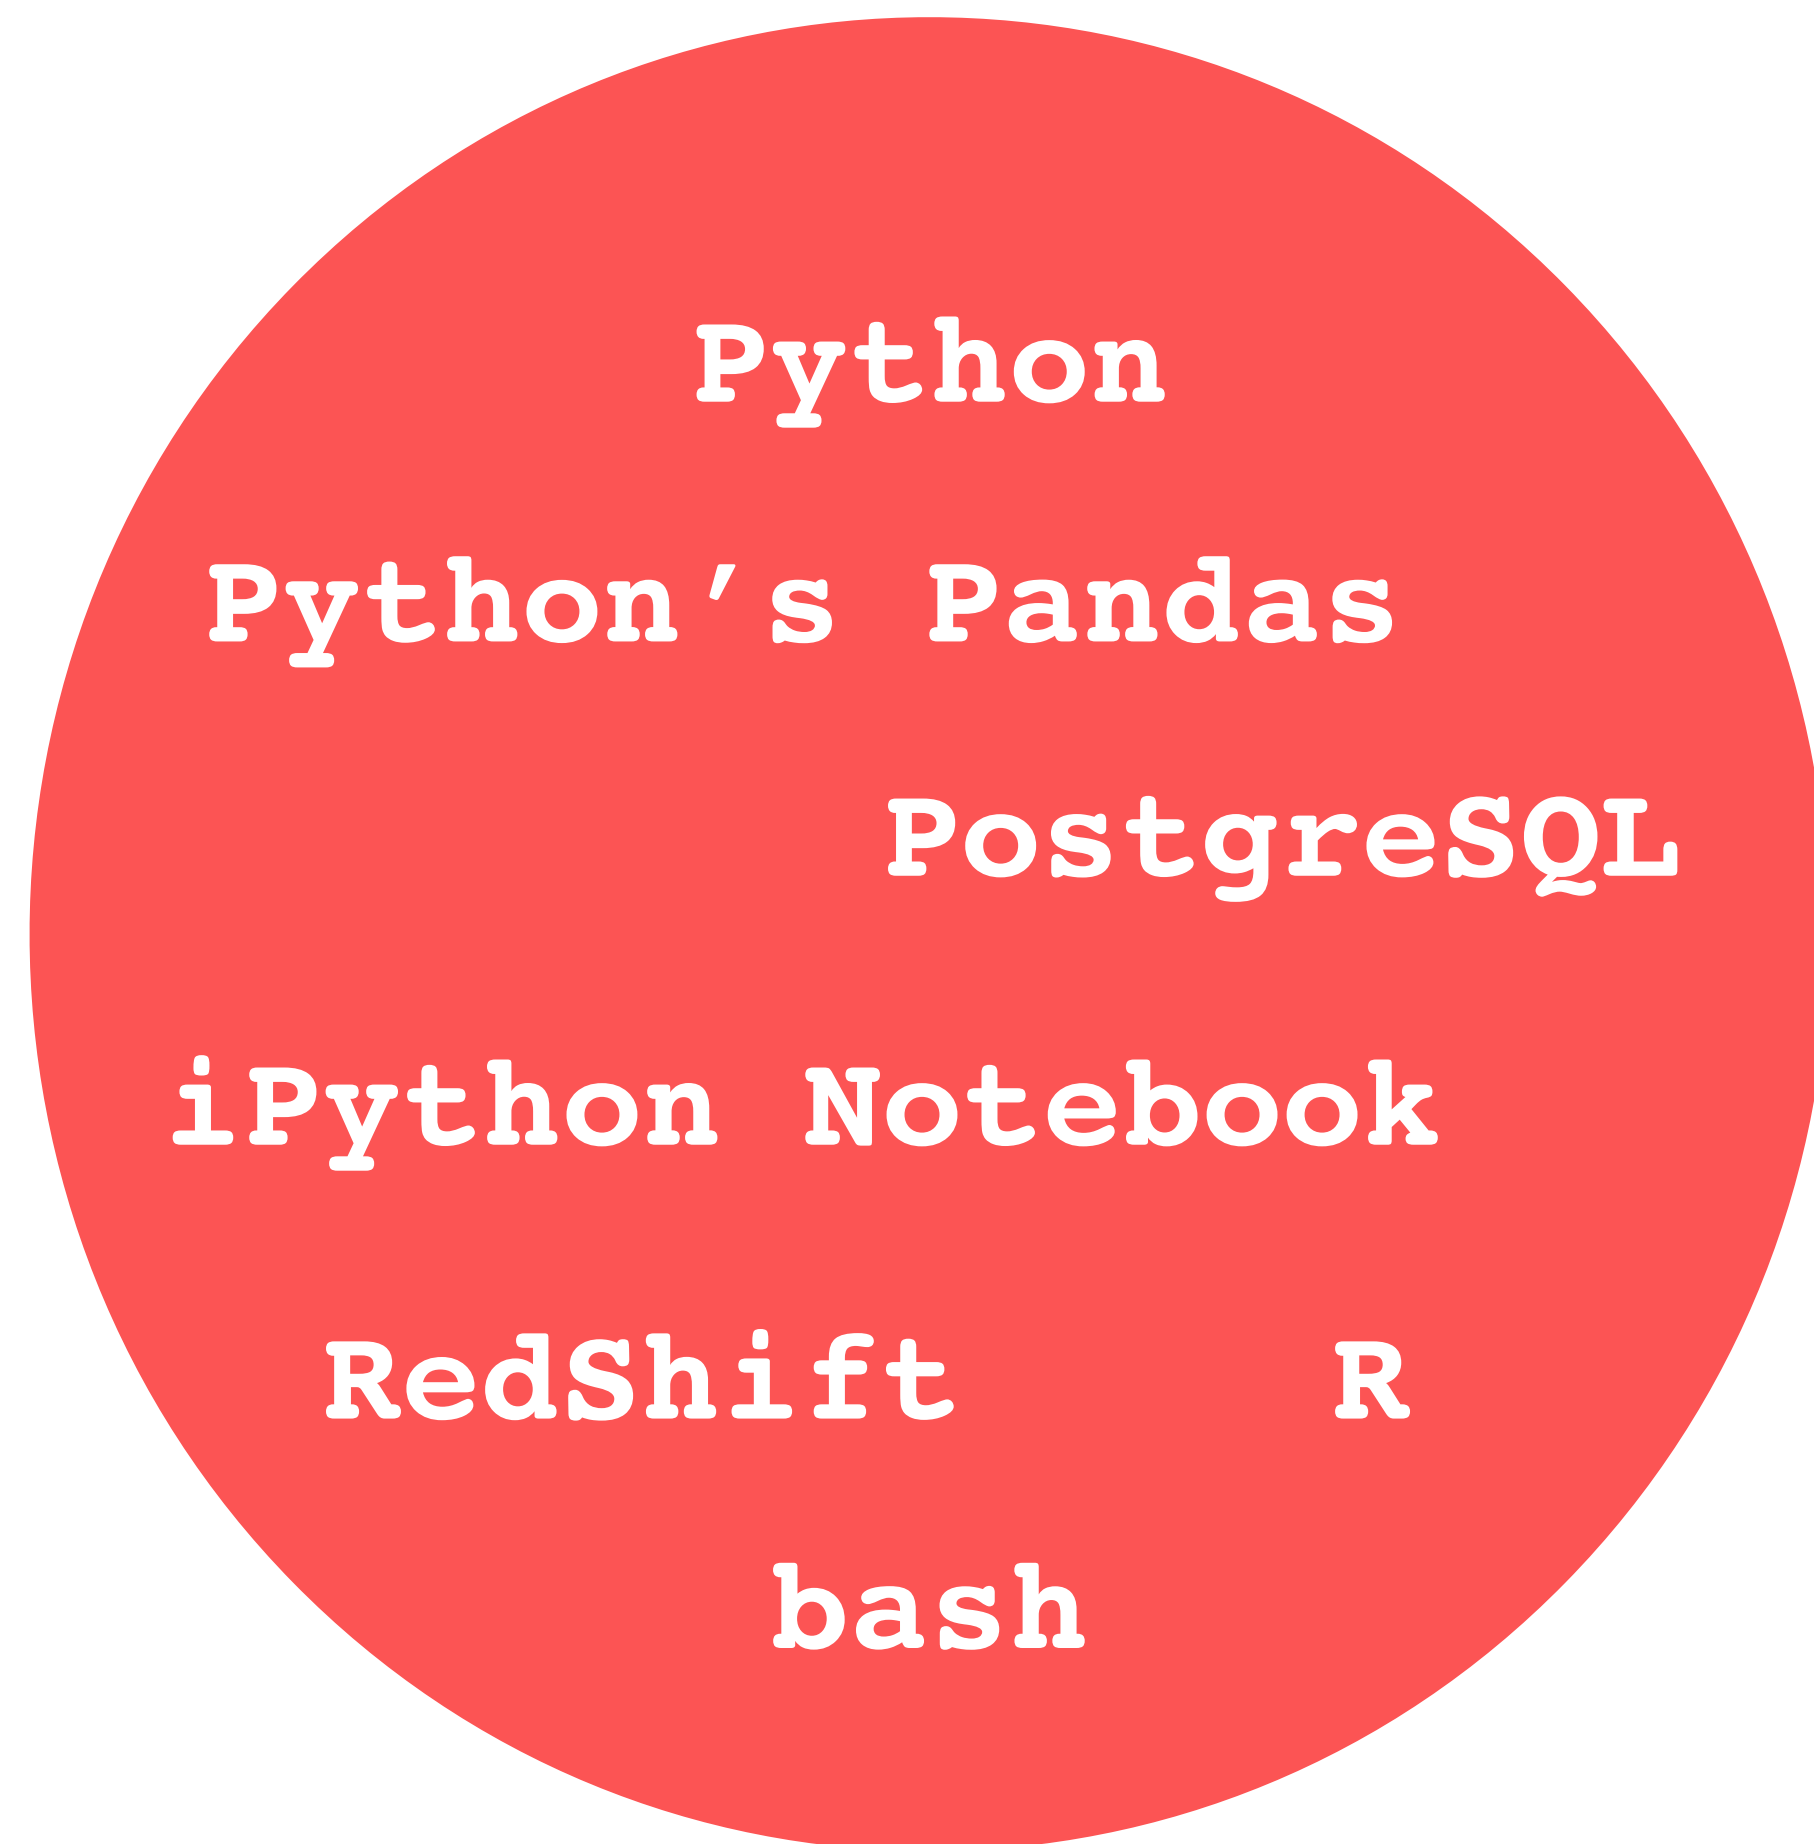 Python
Python’s Pandas
PostgreSQL
iPython Notebook
RedShift R
bash